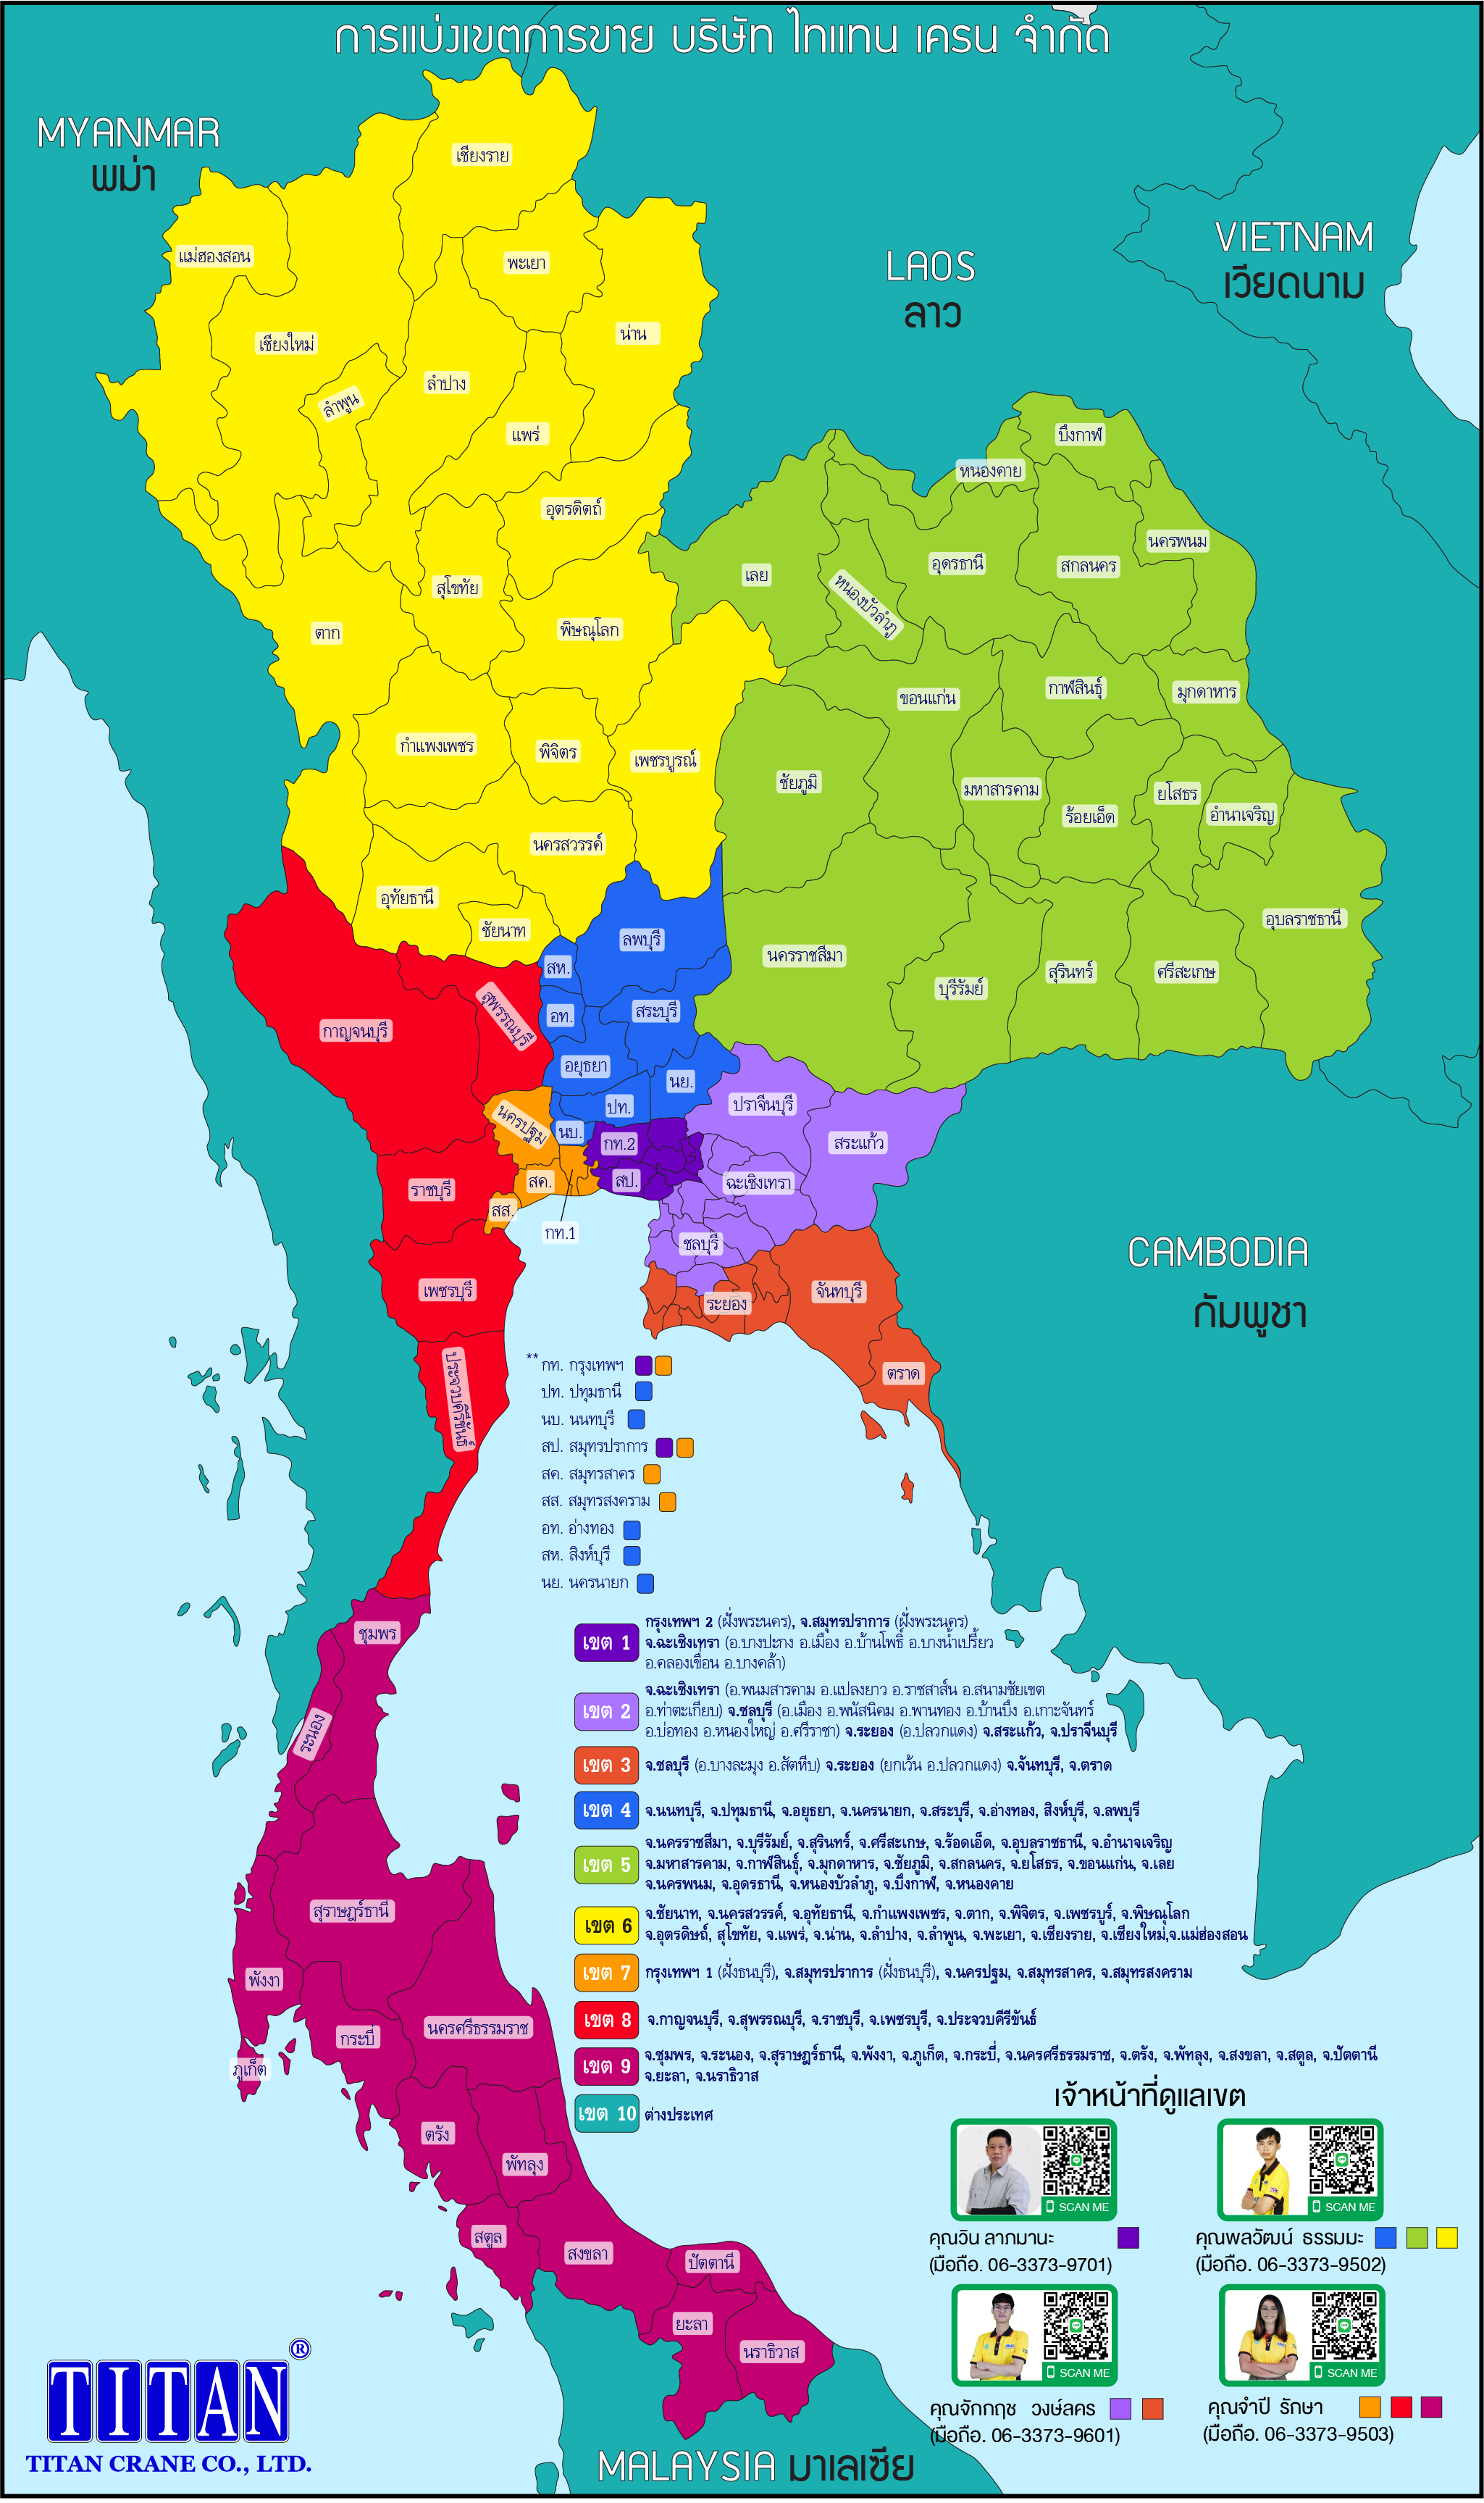 การแบ่งเขตการขาย บริษัท ไทแทน เครน จำกัด
MYANMAR
พม่า
LAOS
ลาว
VIETNAM
เวียดนาม
เชียงราย
แม่ฮองสอน
พะเยา
น่าน
เชียงใหม่
ลำปาง
ลำพูน
แพร่
บึงกาฬ
หนองคาย
อุตรดิตถ์
นครพนม
อุดรธานี
สกลนคร
เลย
สุโขทัย
หนองบัวลำภู
ตาก
พิษณุโลก
กาฬสินธุ์
มุกดาหาร
ขอนแก่น
กำแพงเพชร
พิจิตร
เพชรบูรณ์
ชัยภูมิ
มหาสารคาม
ยโสธร
ร้อยเอ็ด
อำนาเจริญ
นครสวรรค์
อุทัยธานี
ชัยนาท
อุบลราชธานี
ลพบุรี
นครราชสีมา
สห.
สุรินทร์
ศรีสะเกษ
บุรีรัมย์
สุพรรณบุรี
อท.
สระบุรี
กาญจนบุรี
อยุธยา
นย.
ปท.
ปราจีนบุรี
นครปฐม
นบ.
กท.2
สระแก้ว
สค.
สป.
ฉะเชิงเทรา
ราชบุรี
สส.
กท.1
ชลบุรี
CAMBODIA
กัมพูชา
เพชรบุรี
ระยอง
จันทบุรี
ตราด
ประจวบคีรีขันธ์
** กท. กรุงเทพฯ
ปท. ปทุมธานี
นบ. นนทบุรี
สป. สมุทรปราการ
สค. สมุทรสาคร
สส. สมุทรสงคราม
อท. อ่างทอง
สห. สิงห์บุรี
นย. นครนายก
ชุมพร
ระนอง
สุราษฎร์ธานี
พังงา
กระบี่
นครศรีธรรมราช
ภูเก็ต
ตรัง
พัทลุง
สตูล
สงขลา
ปัตตานี
ยะลา
นราธิวาส
เขต 1
กรุงเทพฯ 2 (ฝั่งพระนคร), จ.สมุทรปราการ (ฝั่งพระนคร)
จ.ฉะเชิงเทรา (อ.บางปะกง อ.เมือง อ.บ้านโพธิ์ อ.บางน้ำเปรี้ยว
อ.คลองเขื่อน อ.บางคล้า)
เขต 2
จ.ฉะเชิงเทรา (อ.พนมสารคาม อ.แปลงยาว อ.ราชสาส์น อ.สนามชัยเขต
อ.ท่าตะเกียบ) จ.ชลบุรี (อ.เมือง อ.พนัสนิคม อ.พานทอง อ.บ้านบึง อ.เกาะจันทร์
อ.บ่อทอง อ.หนองใหญ่ อ.ศรีราชา) จ.ระยอง (อ.ปลวกแดง) จ.สระแก้ว, จ.ปราจีนบุรี
เขต 3
จ.ชลบุรี (อ.บางละมุง อ.สัตหีบ) จ.ระยอง (ยกเว้น อ.ปลวกแดง) จ.จันทบุรี, จ.ตราด
เขต 4
จ.นนทบุรี, จ.ปทุมธานี, จ.อยุธยา, จ.นครนายก, จ.สระบุรี, จ.อ่างทอง, สิงห์บุรี, จ.ลพบุรี
เขต 5
จ.นครราชสีมา, จ.บุรีรัมย์, จ.สุรินทร์, จ.ศรีสะเกษ, จ.ร้อดเอ็ด, จ.อุบลราชธานี, จ.อำนาจเจริญ
จ.มหาสารคาม, จ.กาฬสินธุ์, จ.มุกดาหาร, จ.ชัยภูมิ, จ.สกลนคร, จ.ยโสธร, จ.ขอนแก่น, จ.เลย
จ.นครพนม, จ.อุดรธานี, จ.หนองบัวลำภู, จ.บึงกาฬ, จ.หนองคาย
เขต 6
จ.ชัยนาท, จ.นครสวรรค์, จ.อุทัยธานี, จ.กำแพงเพชร, จ.ตาก, จ.พิจิตร, จ.เพชรบูร์, จ.พิษณุโลก
จ.อุตรดิษถ์, สุโขทัย, จ.แพร่, จ.น่าน, จ.ลำปาง, จ.ลำพูน, จ.พะเยา, จ.เชียงราย, จ.เชียงใหม่,จ.แม่ฮ่องสอน
เขต 7
กรุงเทพฯ 1 (ฝั่งธนบุรี), จ.สมุทรปราการ (ฝั่งธนบุรี), จ.นครปฐม, จ.สมุทรสาคร, จ.สมุทรสงคราม
เขต 8
จ.กาญจนบุรี, จ.สุพรรณบุรี, จ.ราชบุรี, จ.เพชรบุรี, จ.ประจวบคีรีขันธ์
เขต 9
จ.ชุมพร, จ.ระนอง, จ.สุราษฎร์ธานี, จ.พังงา, จ.ภูเก็ต, จ.กระบี่, จ.นครศรีธรรมราช, จ.ตรัง, จ.พัทลุง, จ.สงขลา, จ.สตูล, จ.ปัตตานี
จ.ยะลา, จ.นราธิวาส
เขต 10
ต่างประเทศ
เจ้าหน้าที่ดูแลเขต
SCAN ME
SCAN ME
คุณวิน ลาภมานะ
(มือถือ. 06-3373-9701)
คุณพลวัฒน์ ธรรมมะ
(มือถือ. 06-3373-9502)
SCAN ME
SCAN ME
คุณจักกฤช วงษ์ลคร
(มือถือ. 06-3373-9601)
คุณจำปี รักษา
(มือถือ. 06-3373-9503)
TITAN®
TITAN CRANE CO., LTD.
MALAYSIA มาเลเซีย